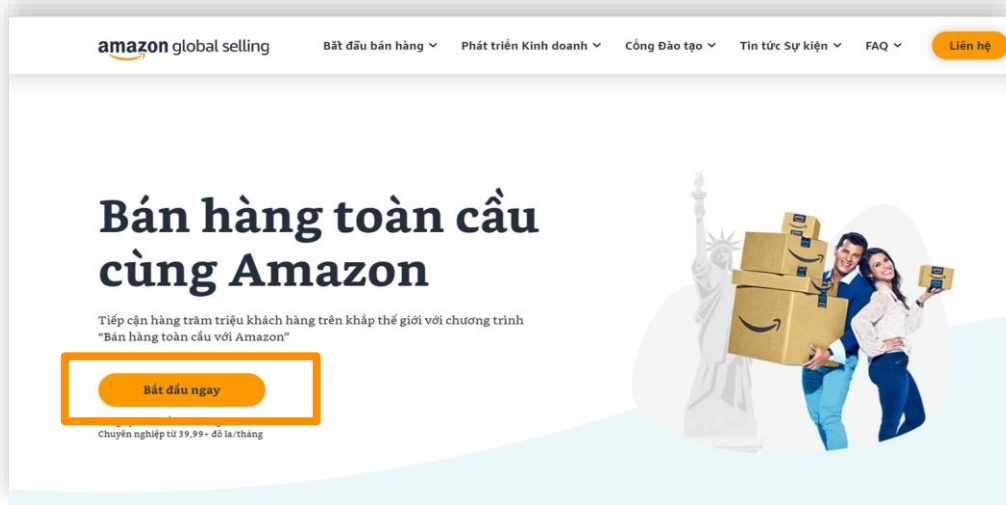 amazon global selling
Bắt đầu bán hàng
Phát triển Kinh doanh
Cổng Đào tạo
Tin tức Sự kiện
FAQ
Liên hệ
Bán hàng toàn cầu
cùng Amazon
Tiếp cận hàng trăm triệu khách hàng trên khắp thế giới với chương trình
“Bán hàng toàn cầu với Amazon”
Bắt đầu ngay
Chuyên nghiệp từ 39,99+ đô la/tháng